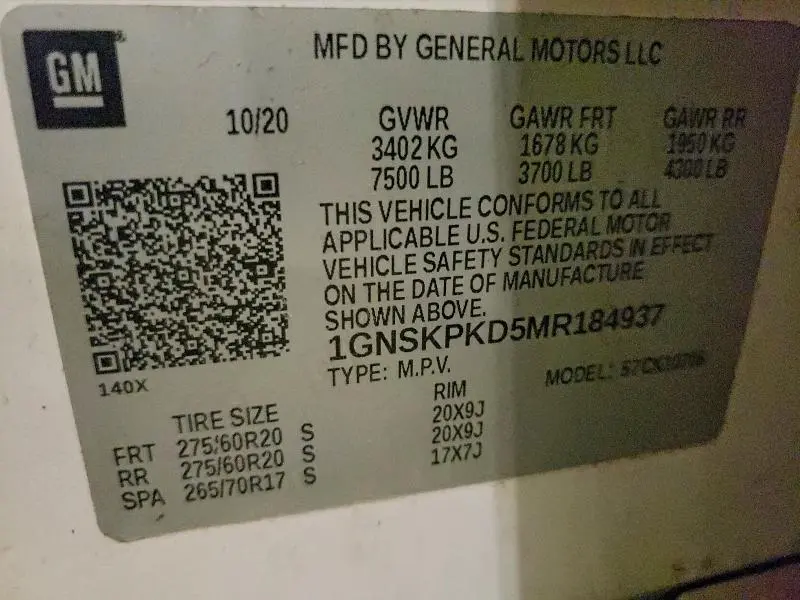 GM
MFD BY GENERAL MOTORS LLC
10/20 GVWR GAWR FRT GAWR RR
3402 KG 1678 KG 1950 KG
7500 LB 3700 LB 4300 LB
THIS VEHICLE CONFORMS TO ALL
APPLICABLE U.S. FEDERAL MOTOR
VEHICLE SAFETY STANDARDS IN EFFECT
ON THE DATE OF MANUFACTURE
SHOWN ABOVE.
1GNSKPKD5MR184937
140X
TYPE: M.P.V. MODEL:
TIRE SIZE RIM
FRT 275/60R20 S 20X9J
RR 275/60R20 S 20X9J
SPA 265/70R17 S 17X7J